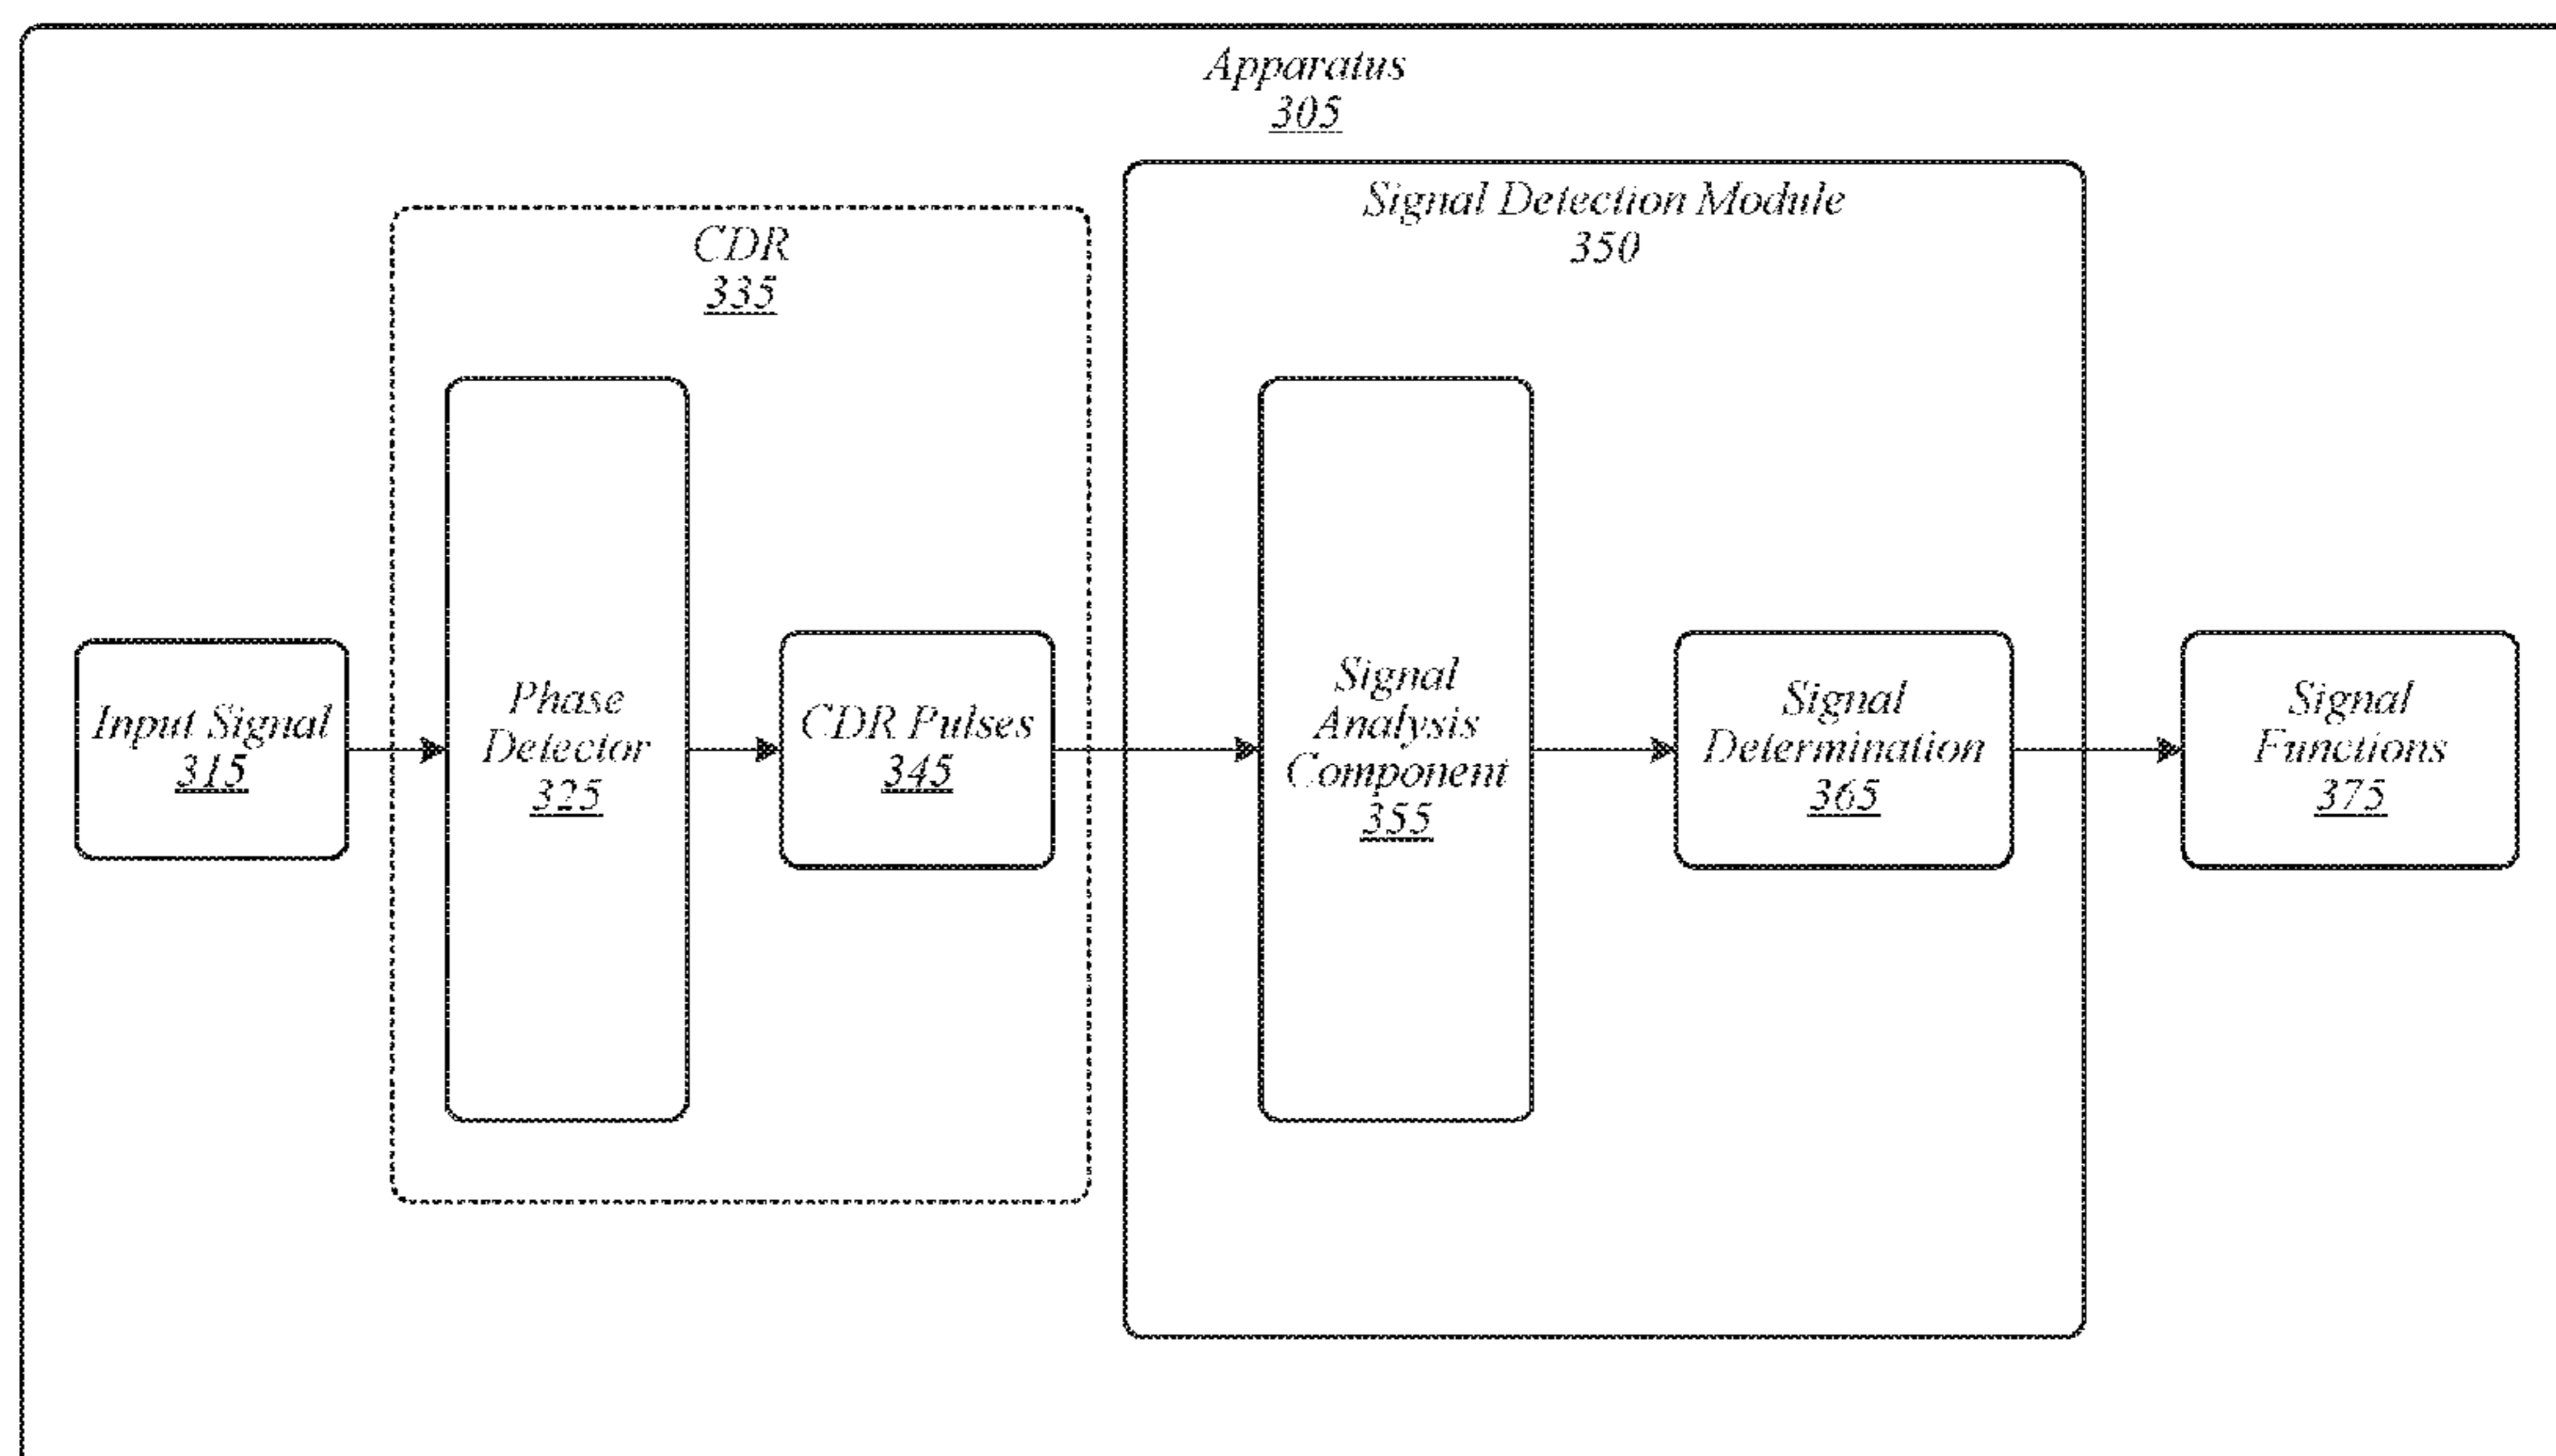 Apparatus
305
Signal Detection Module
350
CDR
335
Input Signal
315
Phase
Detector
325
CDR Pulses
345
Signal
Analysis
Component
355
Signal
Determination
365
Signal
Functions
375